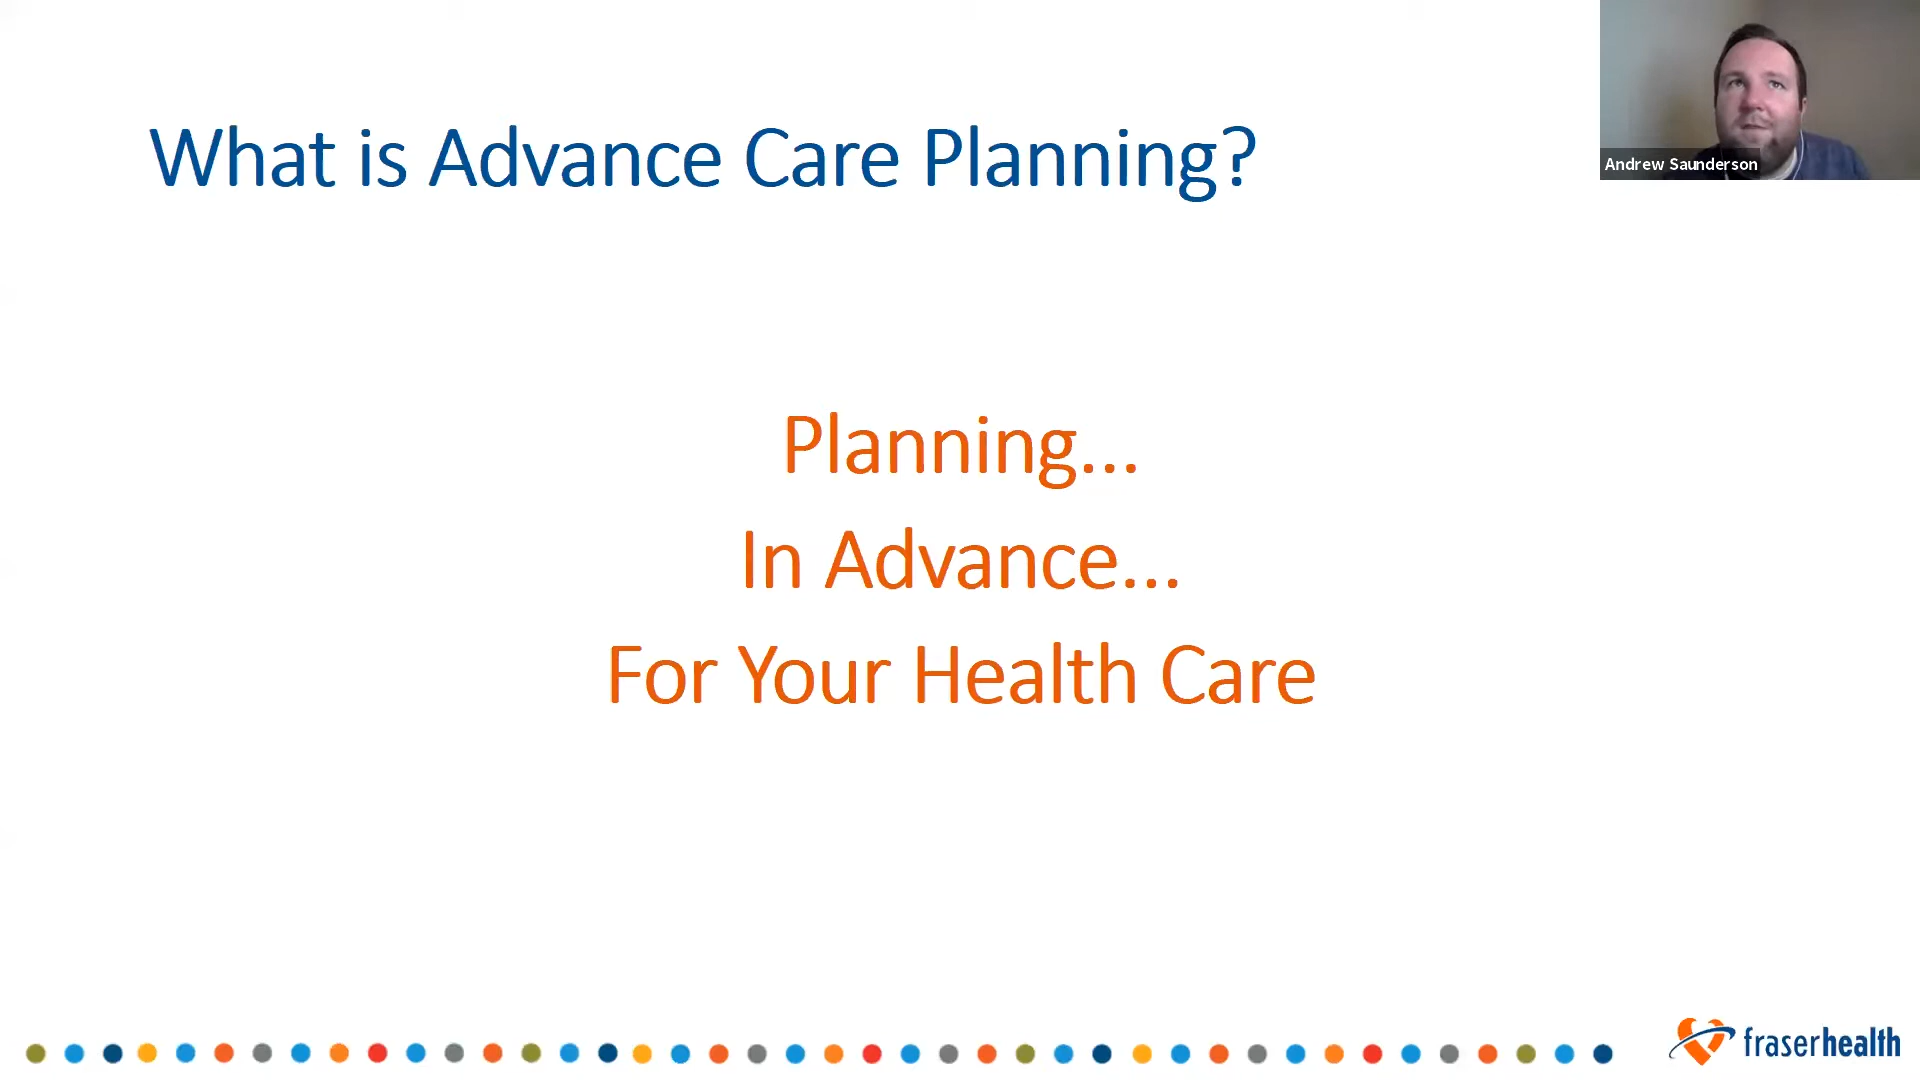 What is Advance Care Planning?
Andrew Saunderson
Planning...
In Advance...
For Your Health Care
fraserhealth